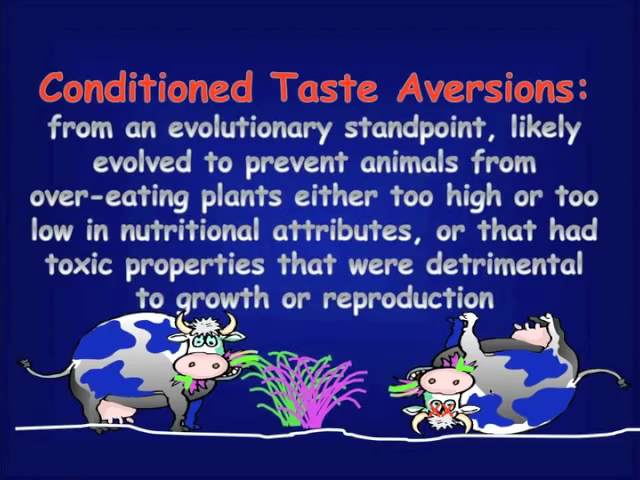 Conditioned Taste Aversions:
from an evolutionary standpoint, likely
evolved to prevent animals from
over-eating plants either too high or too
low in nutritional attributes, or that had
toxic properties that were detrimental
to growth or reproduction